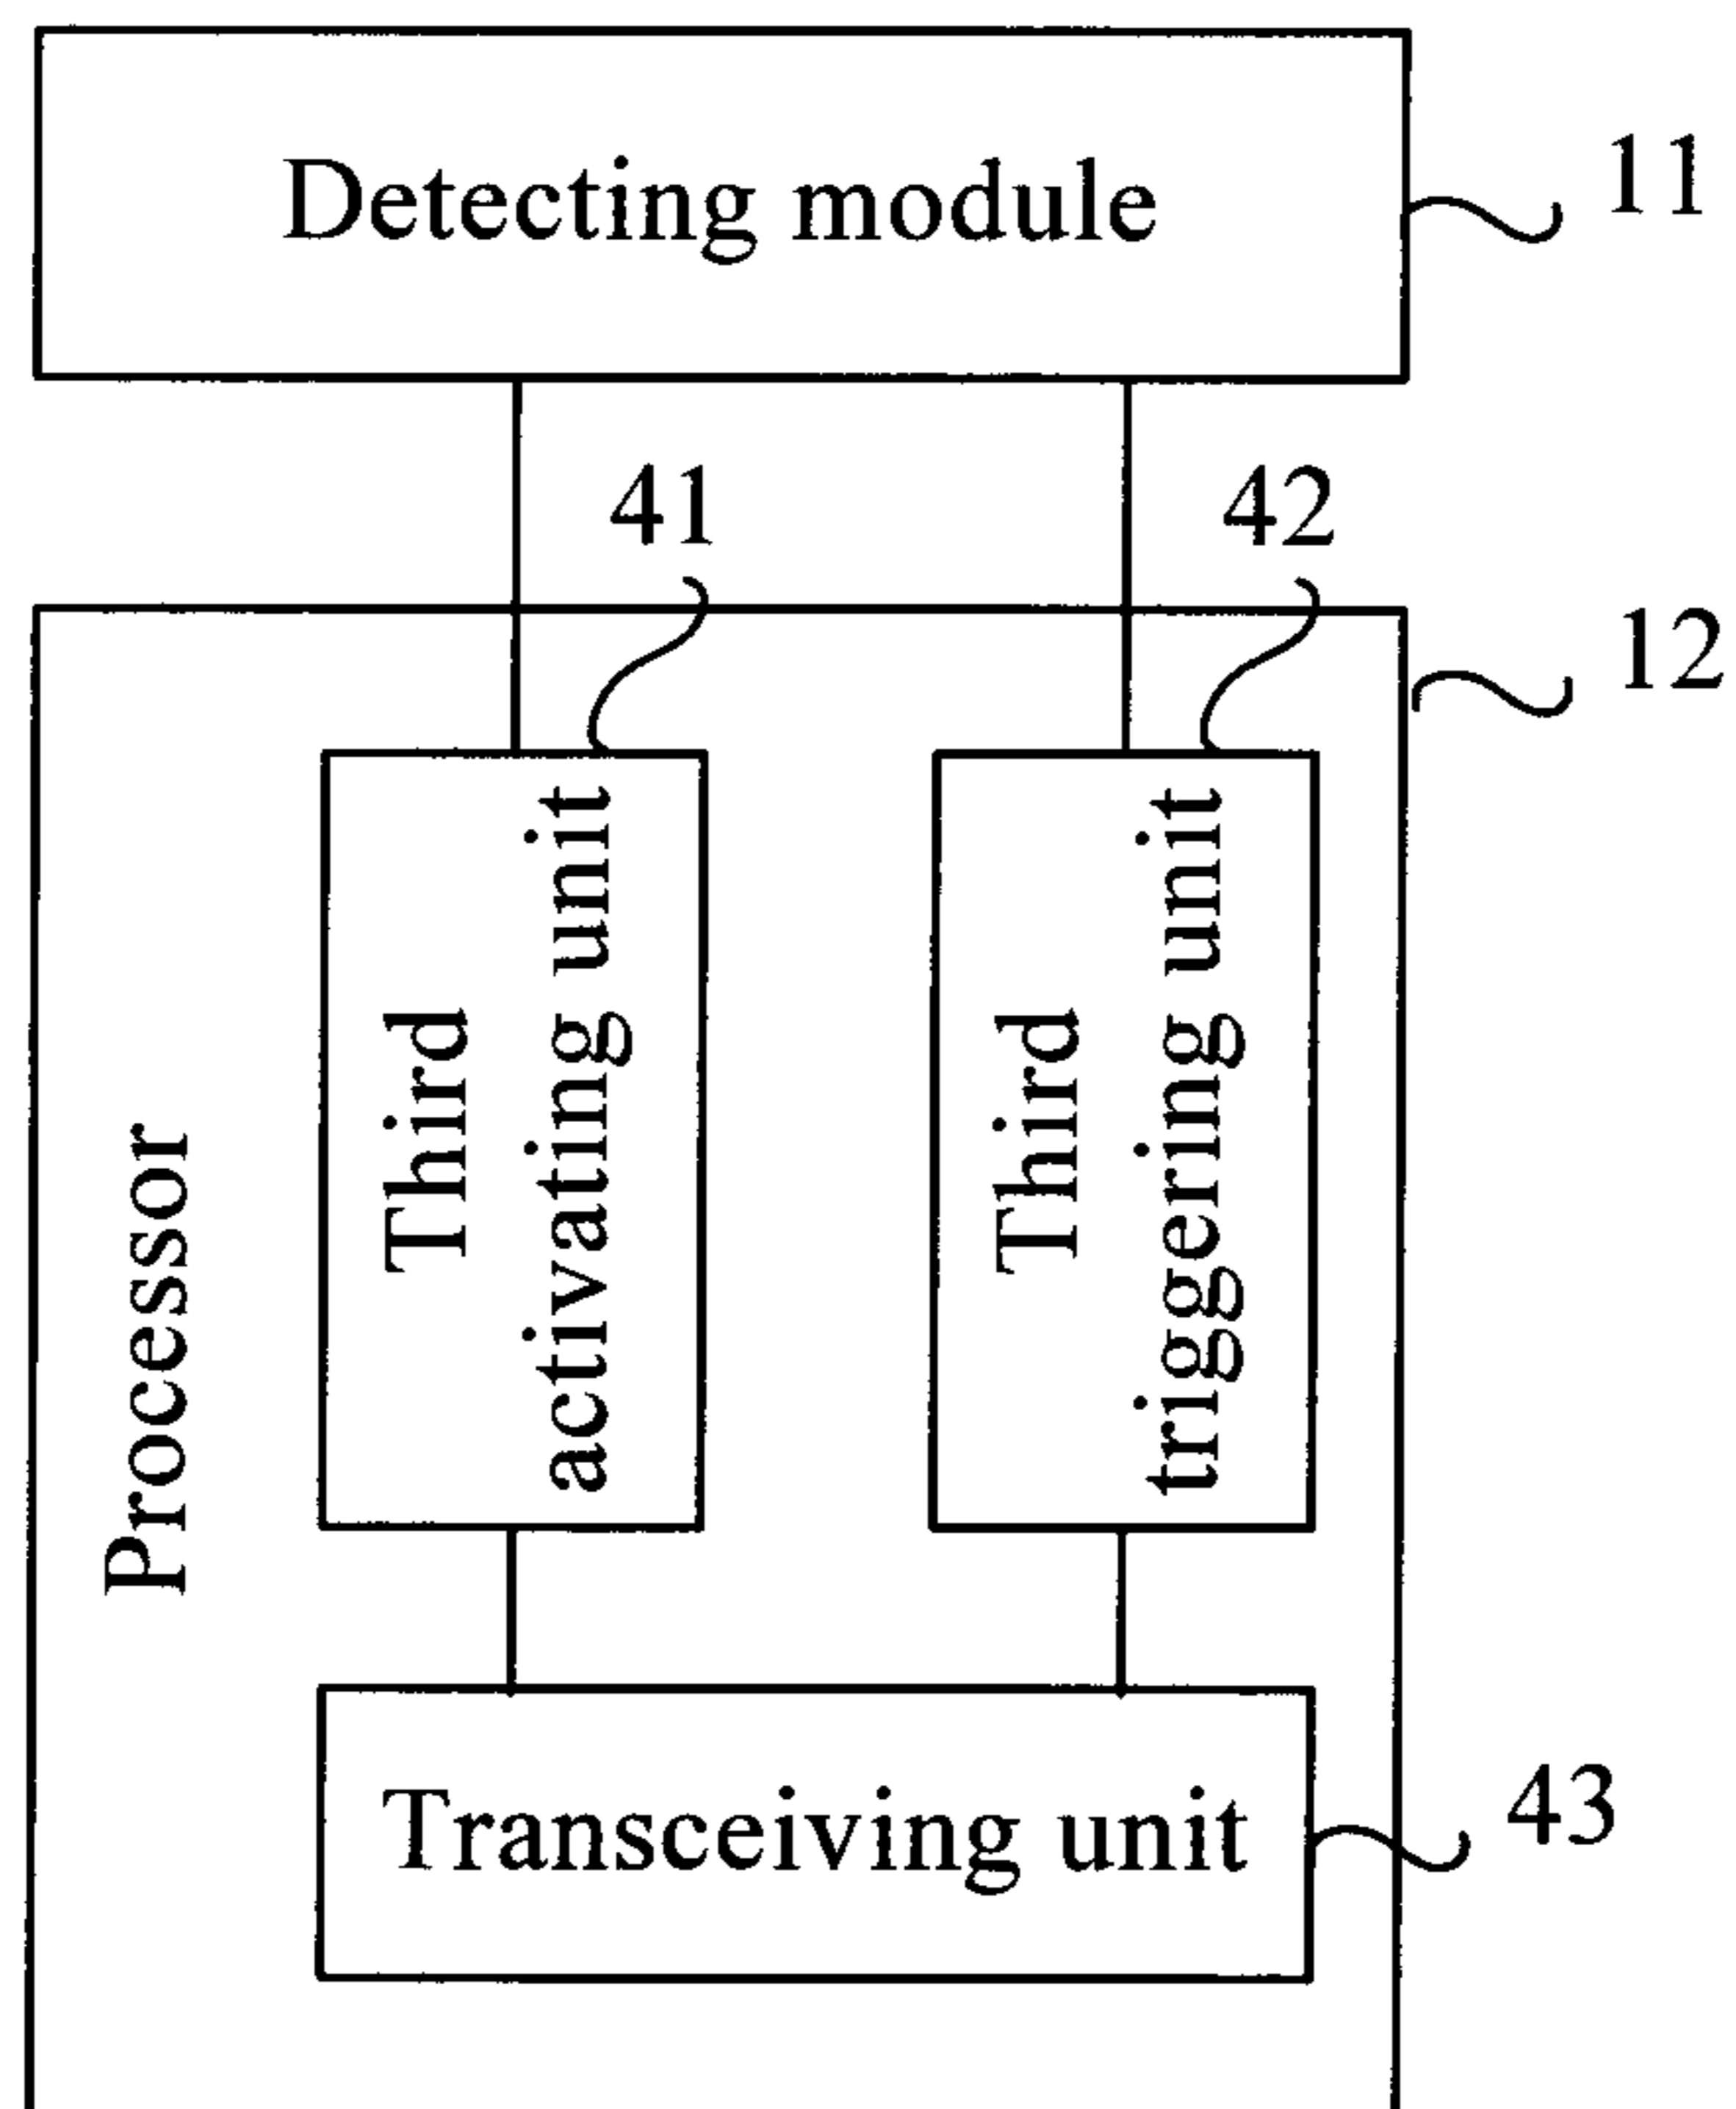 Detecting module
11
41
42
12
Processor
Third
activating unit
Third
triggering unit
Transceiving unit
43